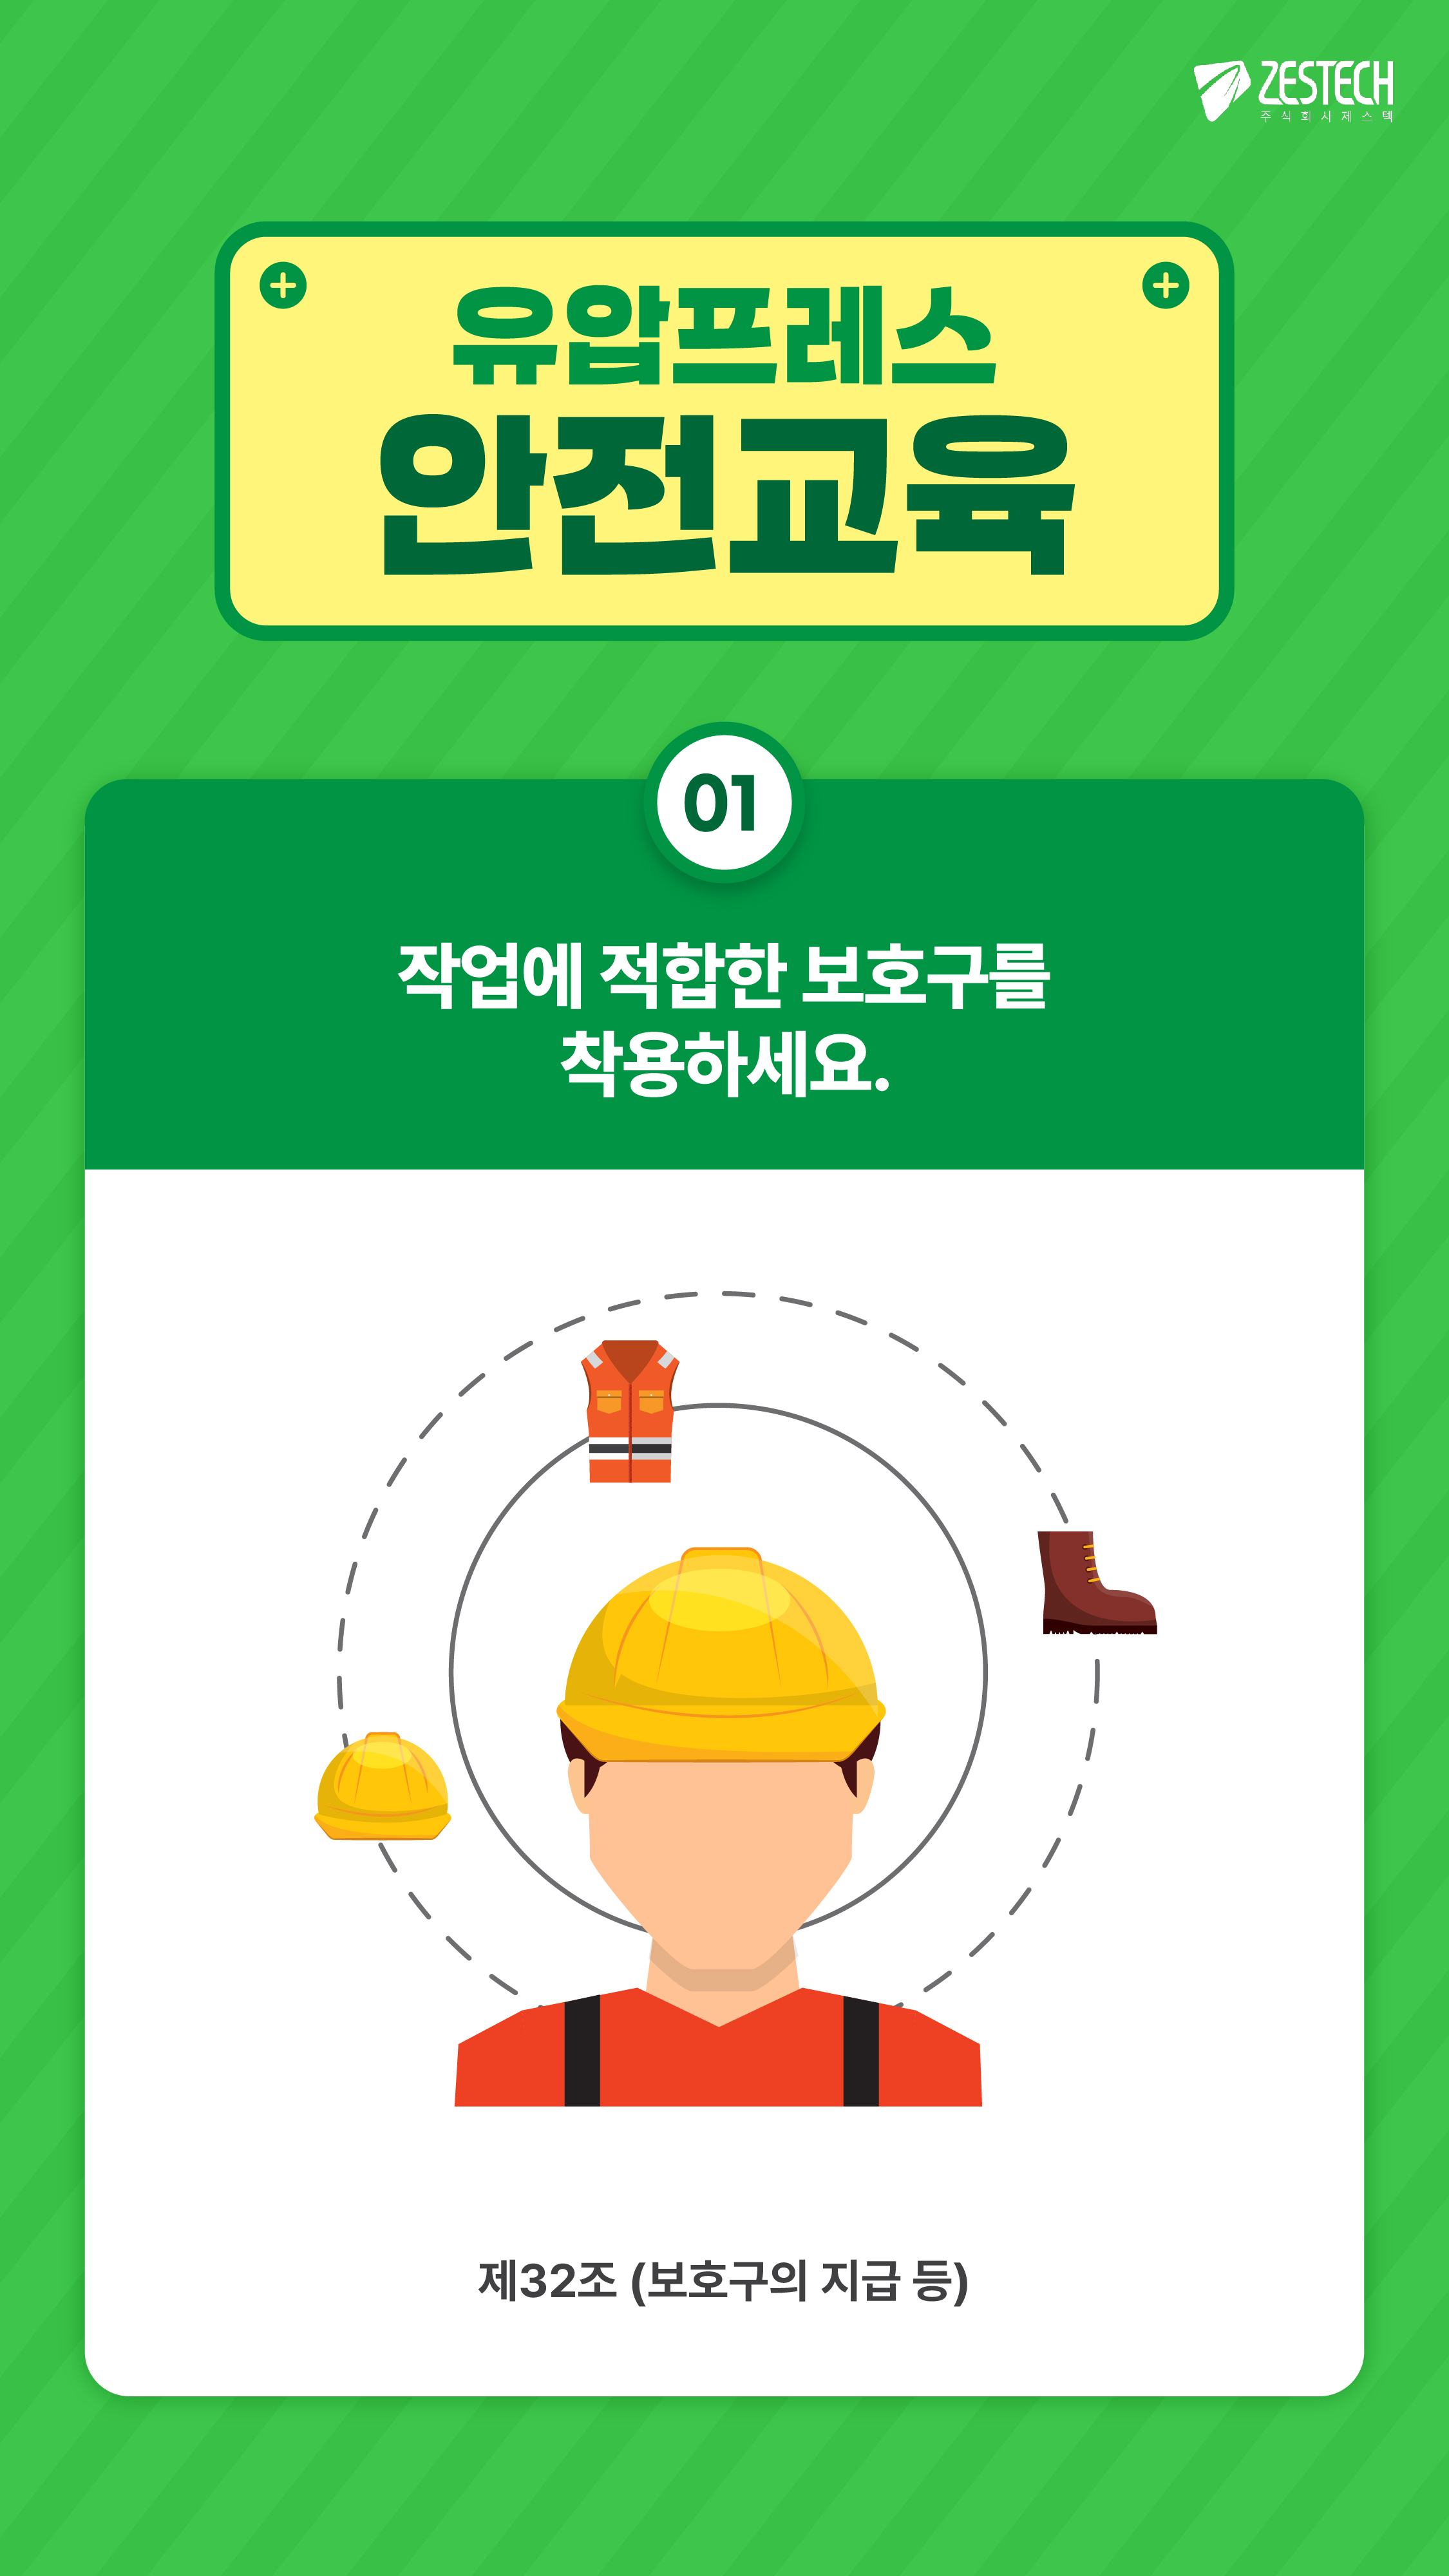 ZESTECH
주식회사제스텍
유압프레스
안전교육
01
작업에 적합한 보호구를
착용하세요.
제32조 (보호구의 지급 등)